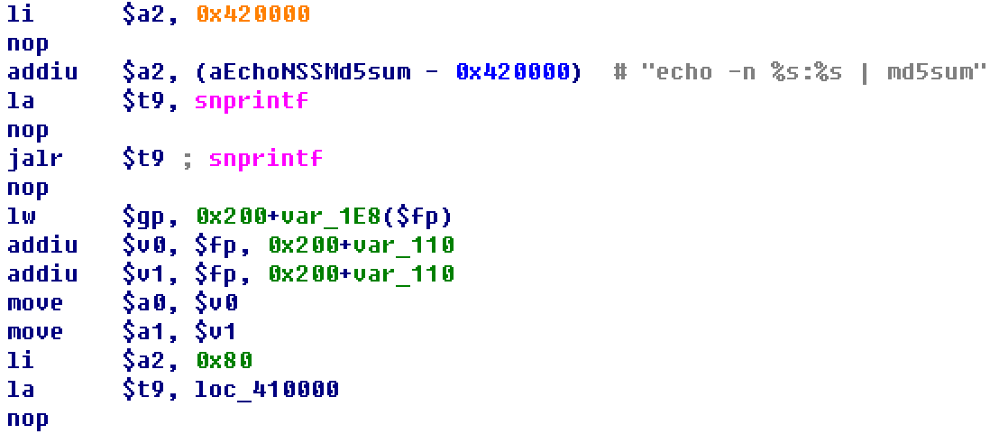 li $a2, 0x420000
nop
addiu $a2, (aEchoNSSMd5sum - 0x420000) # "echo -n %s:%s | md5sum"
la $t9, snprintf
nop
jalr $t9 ; snprintf
nop
lw $gp, 0x200+var_1E8($fp)
addiu $v0, $fp, 0x200+var_110
addiu $v1, $fp, 0x200+var_110
move $a0, $v0
move $a1, $v1
li $a2, 0x80
la $t9, loc_410000
nop